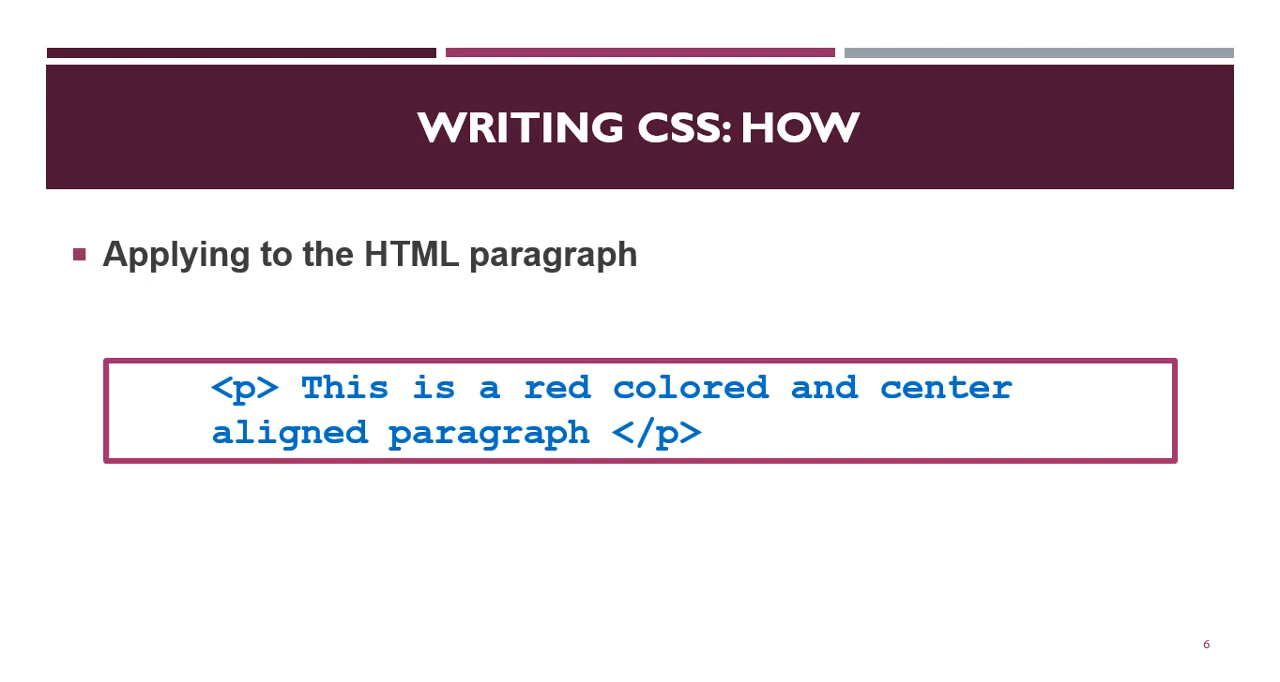 WRITING CSS: HOW
Applying to the HTML paragraph
<p> This is a red colored and center
aligned paragraph </p>
6